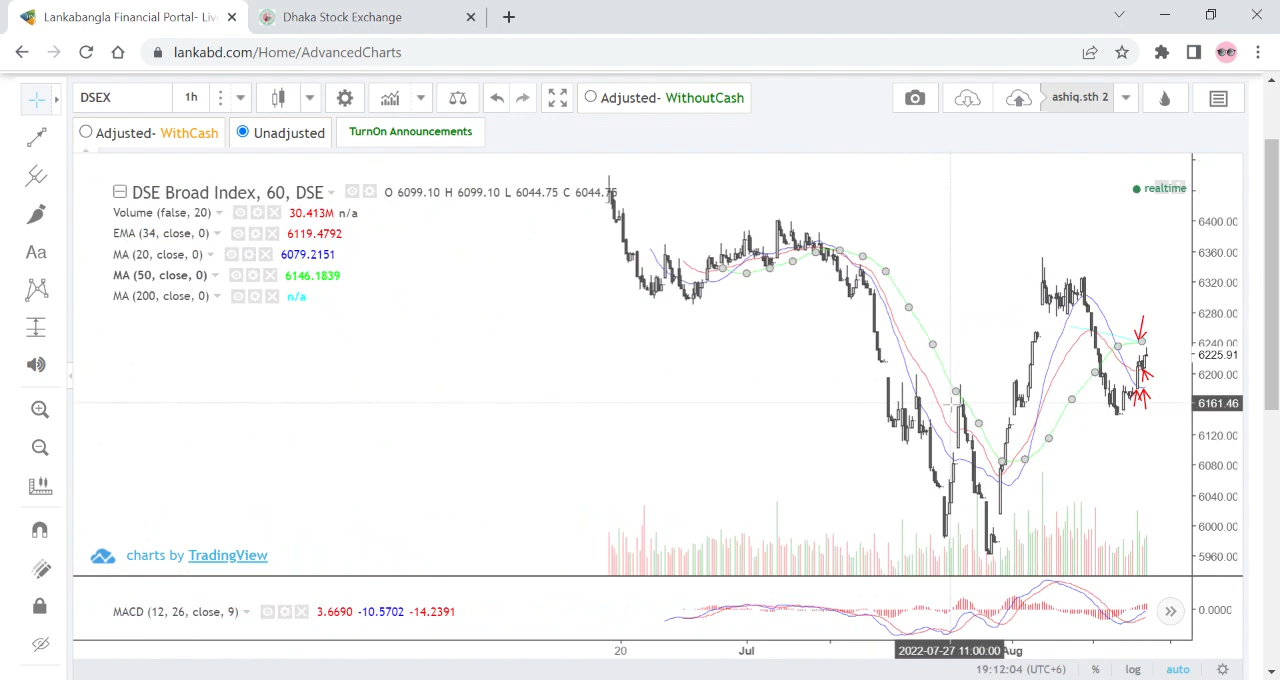 Lankabangla Financial Portal- Liv
Dhaka Stock Exchange
lankabd.com/Home/AdvancedCharts
DSEX
1h
Adjusted- WithoutCash
ashiq.sth 2
Adjusted- WithCash
Unadjusted
TurnOn Announcements
DSE Broad Index, 60, DSE
O 6099.10 H 6099.10 L 6044.75 C 6044.75
realtime
Volume (false, 20) 30.413M n/a
EMA (34, close, 0) 6119.4792
MA (20, close, 0) 6079.2151
MA (50, close, 0) 6146.1839
MA (200, close, 0) n/a
6400.00
6360.00
6320.00
6280.00
6240.00
6225.91
6200.00
6161.46
6120.00
6080.00
6040.00
6000.00
5960.00
charts by TradingView
MACD (12, 26, close, 9) 3.6690 -10.5702 -14.2391
0.0000
20
Jul
2022-07-27 11:00:00
Aug
19:12:04 (UTC+6)
%
log
auto